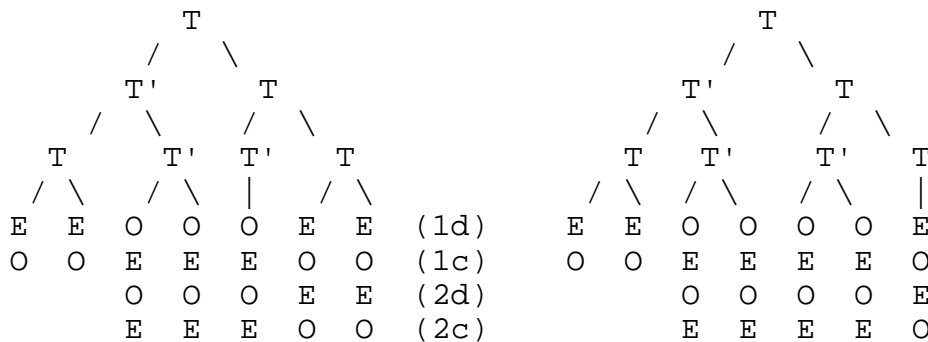 T T
/ \ / \
T' T T' T
/ \ / \ / \ / \
T T' T' T T T' T' T
/ \ / \ | / \ / \ / \ / \ |
E E O O O E E (1d) E E O O O O E
O O E E E O O (1c) O O E E E E O
O O O E E (2d) O O O O E
E E E O O (2c) E E E E O